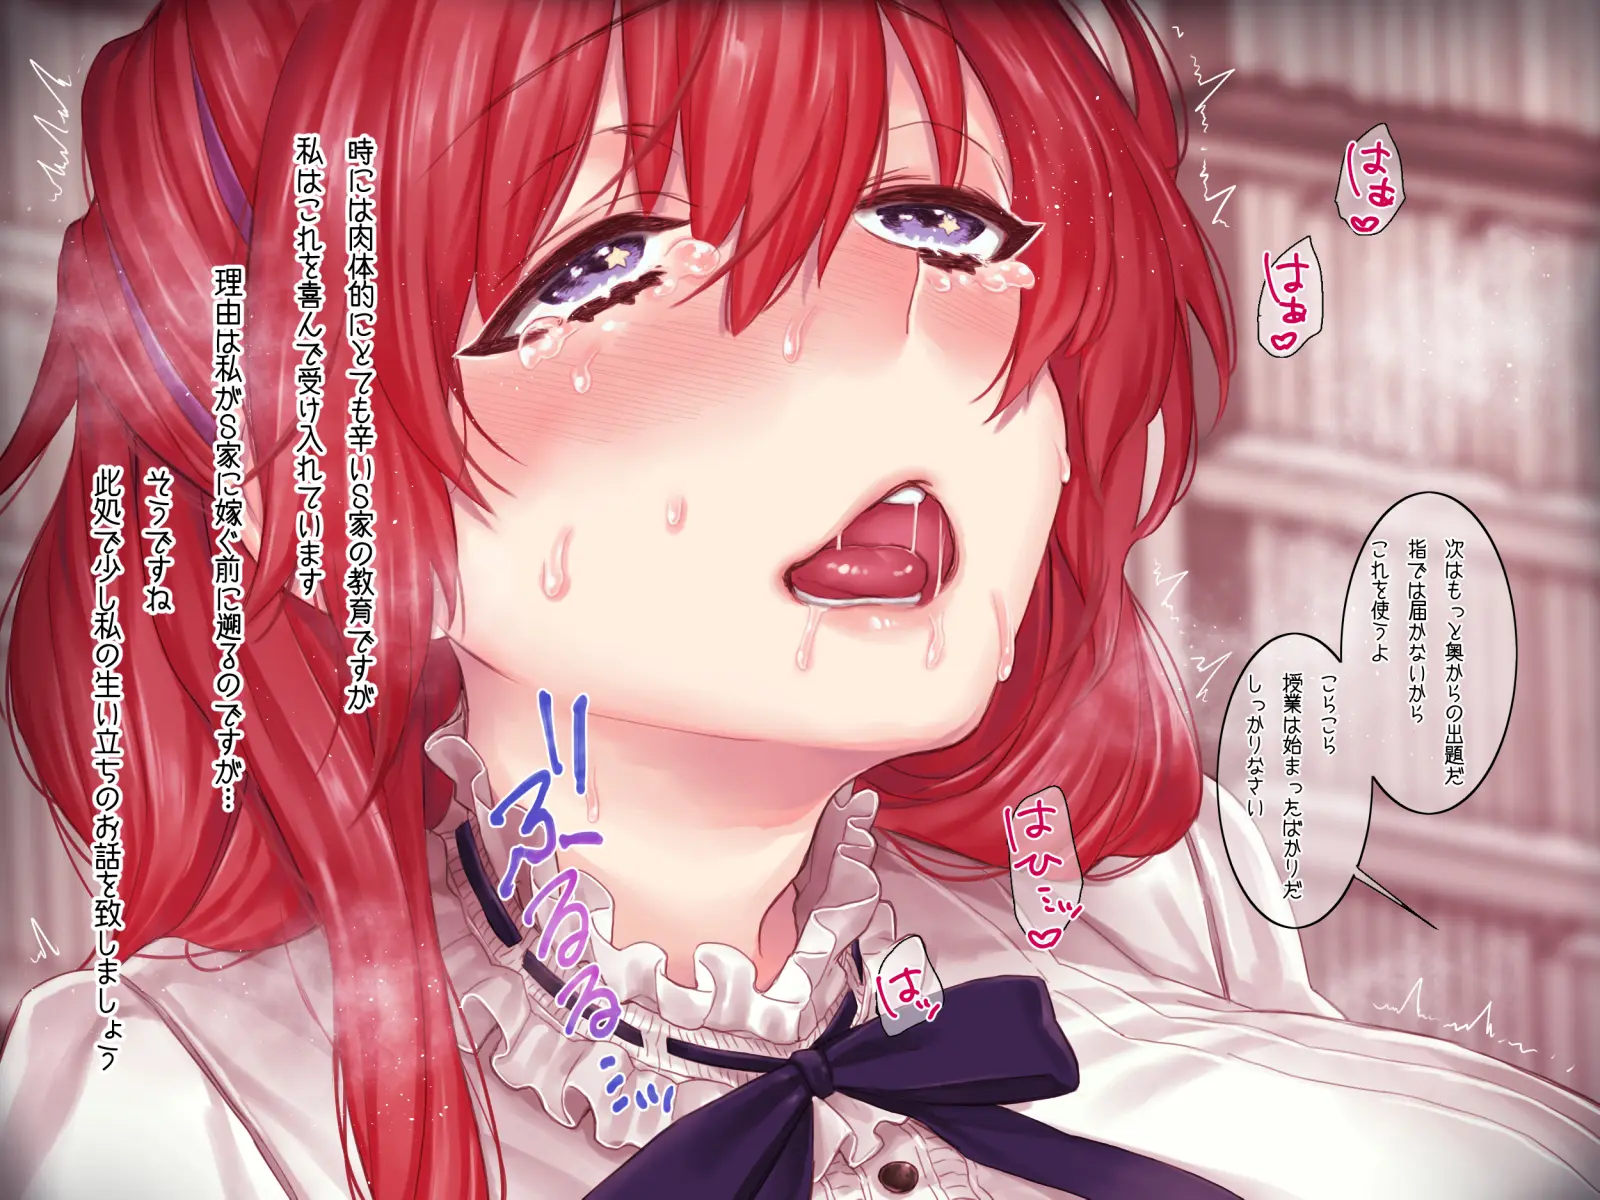 はぁ♡
はぁ♡
次はもっと奥からの出題だ
指では届かないから
これを使うよ
こらこら
授業は始まったばかりだ
しっかりなさい
はひぃッ♡
はッ
ぶるるるッ
時には肉体的にとても辛いS家の教育ですが
私はこれを喜んで受け入れています
理由は私がS家に嫁ぐ前に遡るのですが…
そうですね
此処で少し私の生い立ちのお話を致しましょう